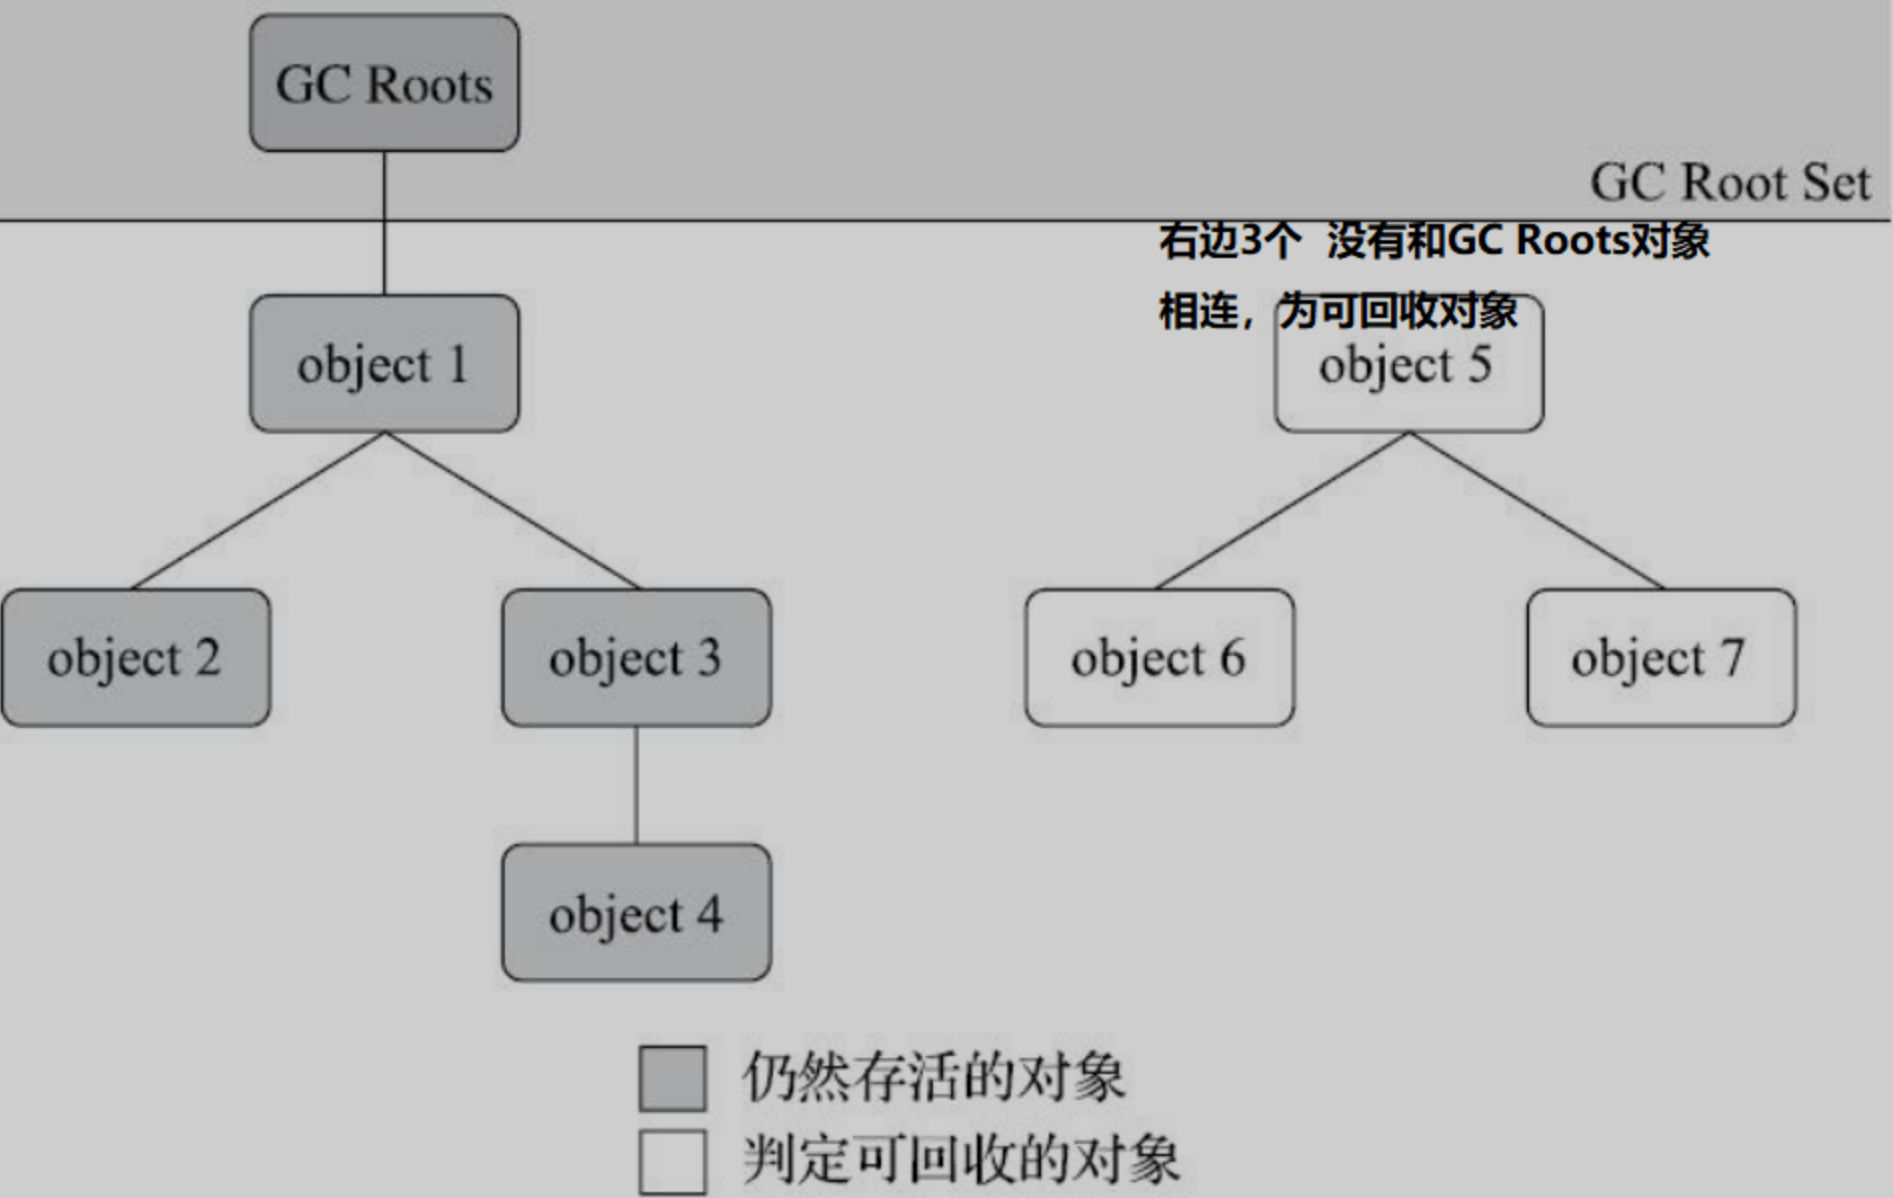 GC Roots
GC Root Set
右边3个  没有和GC Roots对象
相连，为可回收对象
object 1
object 5
object 2
object 3
object 6
object 7
object 4
仍然存活的对象
判定可回收的对象